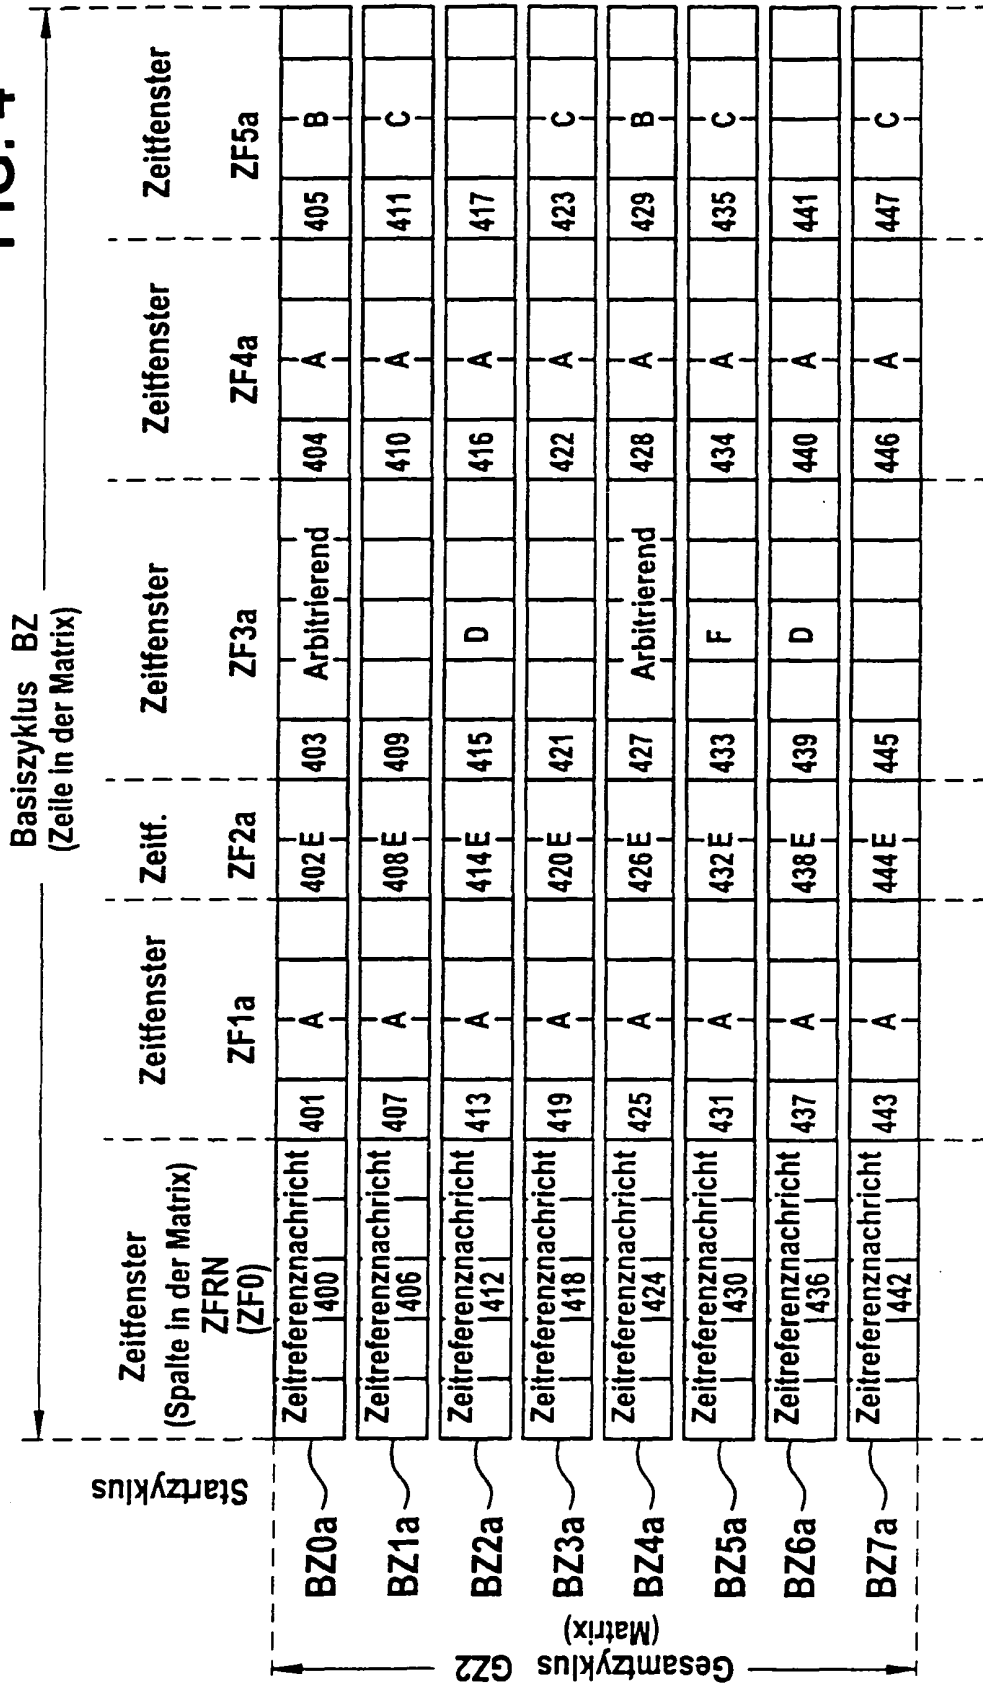 FIG. 4
Basiszyklus BZ
(Zeile in der Matrix)
Zeitfenster
(Spalte in der Matrix)
ZFRN
(ZF0)
Zeitfenster
ZF1a
Zeitf.
ZF2a
Zeitfenster
ZF3a
Zeitfenster
ZF4a
Zeitfenster
ZF5a
Startzyklus
Gesamtzyklus GZ2
(Matrix)
BZ0a Zeitreferenznachricht 400 401 A 402 E 403 Arbitrierend 404 A 405 B
BZ1a Zeitreferenznachricht 406 407 A 408 E 409 410 A 411 C
BZ2a Zeitreferenznachricht 412 413 A 414 E 415 D 416 A 417
BZ3a Zeitreferenznachricht 418 419 A 420 E 421 422 A 423 C
BZ4a Zeitreferenznachricht 424 425 A 426 E 427 Arbitrierend 428 A 429 B
BZ5a Zeitreferenznachricht 430 431 A 432 E 433 F 434 A 435 C
BZ6a Zeitreferenznachricht 436 437 A 438 E 439 D 440 A 441
BZ7a Zeitreferenznachricht 442 443 A 444 E 445 446 A 447 C